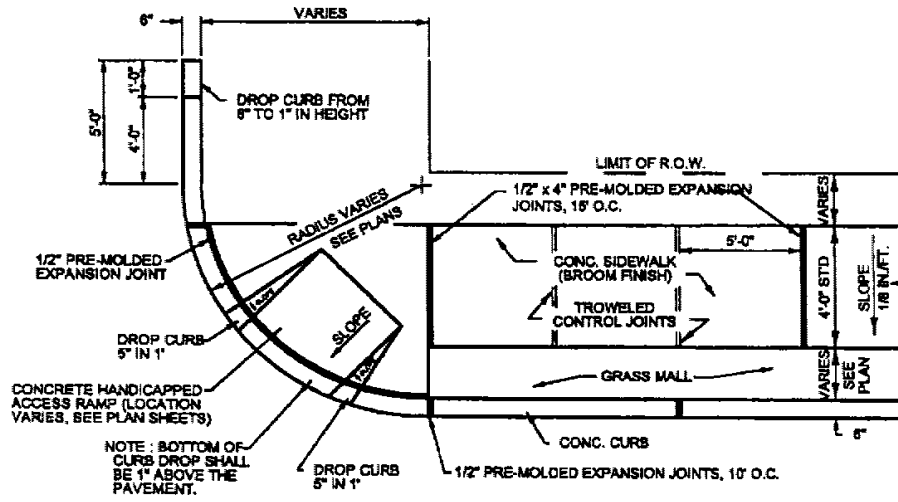 VARIES
6"
1'-0"
5'-0"
4'-0"
DROP CURB FROM
6" TO 1" IN HEIGHT
LIMIT OF R.O.W.
1/2" x 4" PRE-MOLDED EXPANSION
JOINTS, 15' O.C.
VARIES
RADIUS VARIES
SEE PLANS
5'-0"
1/2" PRE-MOLDED
EXPANSION JOINT
CONC. SIDEWALK
(BROOM FINISH)
4'-0" STD
SLOPE
1/8 IN./FT.
TROWELED
CONTROL JOINTS
SLOPE
DROP CURB
5" IN 1'
GRASS MALL
VARIES
SEE
PLAN
CONCRETE HANDICAPPED
ACCESS RAMP (LOCATION
VARIES, SEE PLAN SHEETS)
CONC. CURB
6"
NOTE : BOTTOM OF
CURB DROP SHALL
BE 1" ABOVE THE
PAVEMENT.
DROP CURB
5" IN 1'
1/2" PRE-MOLDED EXPANSION JOINTS, 10' O.C.